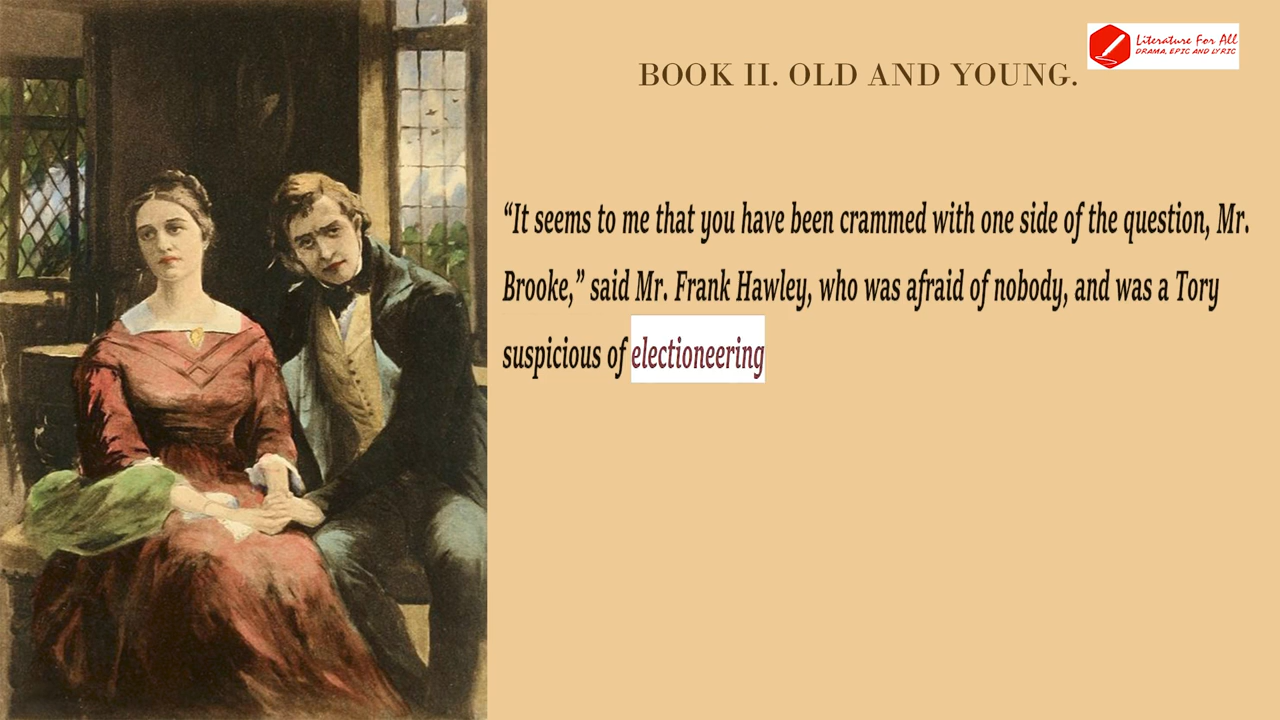 Literature For All
DRAMA, EPIC AND LYRIC
BOOK II. OLD AND YOUNG.
“It seems to me that you have been crammed with one side of the question, Mr.
Brooke,” said Mr. Frank Hawley, who was afraid of nobody, and was a Tory
suspicious of electioneering